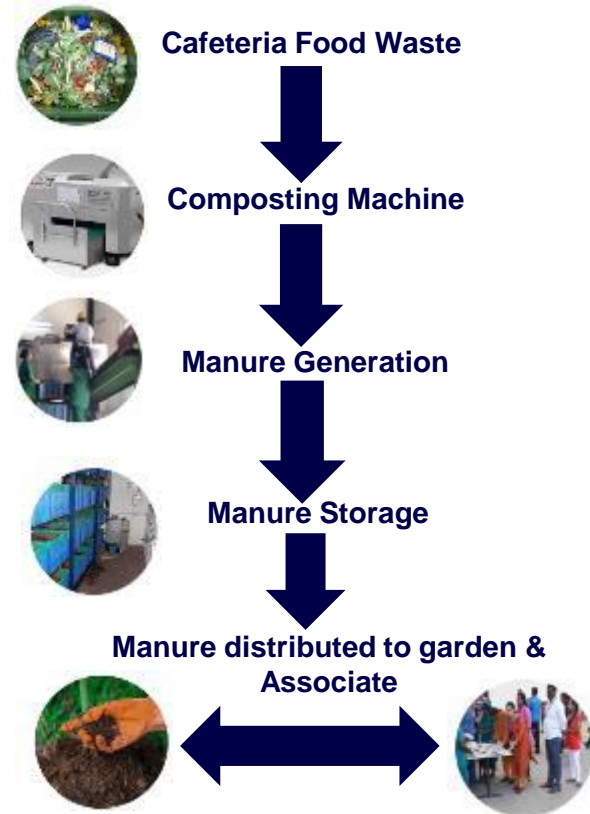 Cafeteria Food Waste
Composting Machine
Manure Generation
Manure Storage
Manure distributed to garden &
Associate